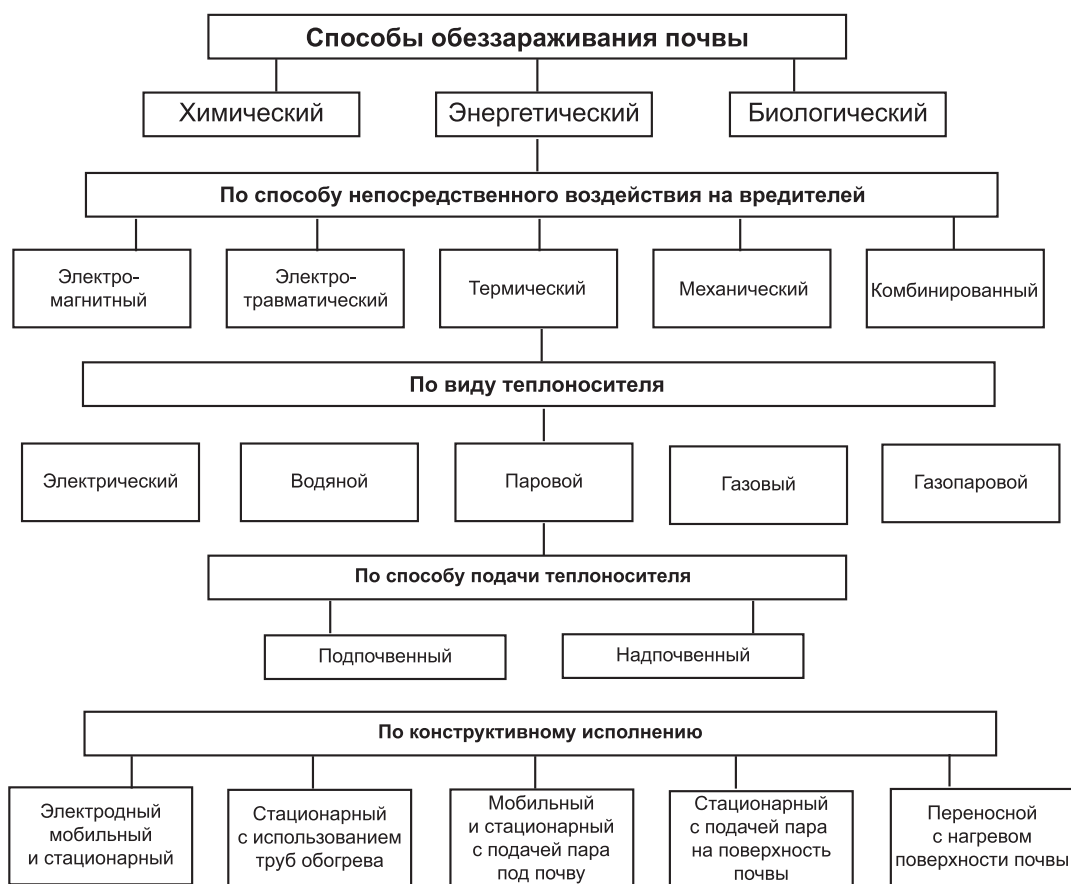 Способы обеззараживания почвы
Химический
Энергетический
Биологический
По способу непосредственного воздействия на вредителей
Электро-
магнитный
Электро-
травматический
Термический
Механический
Комбинированный
По виду теплоносителя
Электрический
Водяной
Паровой
Газовый
Газопаровой
По способу подачи теплоносителя
Подпочвенный
Надпочвенный
По конструктивному исполнению
Электродный
мобильный
и стационарный
Стационарный
с использованием
труб обогрева
Мобильный
и стационарный
с подачей пара
под почву
Стационарный
с подачей пара
на поверхность
почвы
Переносной
с нагревом
поверхности почвы